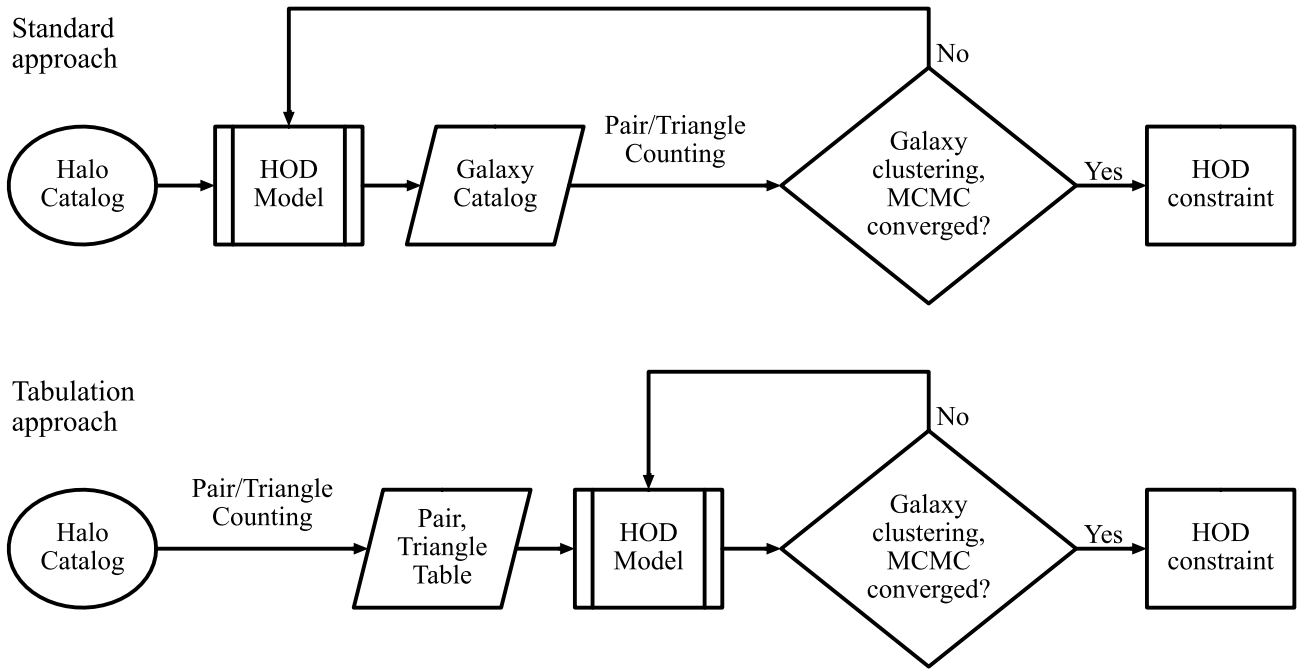 Standard
approach
No
Halo
Catalog
HOD
Model
Galaxy
Catalog
Pair/Triangle
Counting
Galaxy
clustering,
MCMC
converged?
Yes
HOD
constraint
Tabulation
approach
No
Halo
Catalog
Pair/Triangle
Counting
Pair,
Triangle
Table
HOD
Model
Galaxy
clustering,
MCMC
converged?
Yes
HOD
constraint